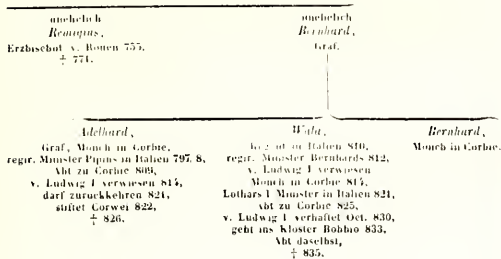 unehelich
Remigius,
Erzbischof v. Rouen 755.
† 771.
unehelich
Bernhard,
Graf.
Adelhard,
Graf, Mönch in Corbie,
regir. Minister Pipins in Italien 797. 8,
Abt zu Corbie 809,
v. Ludwig I verwiesen 814,
darf zurückkehren 821,
stiftet Corwei 822,
† 826.
Wala,
in Italien 810,
regir. Minister Bernhards 812,
v. Ludwig I verwiesen
Mönch in Corbie 814,
Lothars I Minister in Italien 821,
Abt zu Corbie 825,
v. Ludwig I verhaftet Oct. 830,
geht ins Kloster Bobbio 833,
Abt daselbst,
† 835.
Bernhard,
Mönch in Corbie.